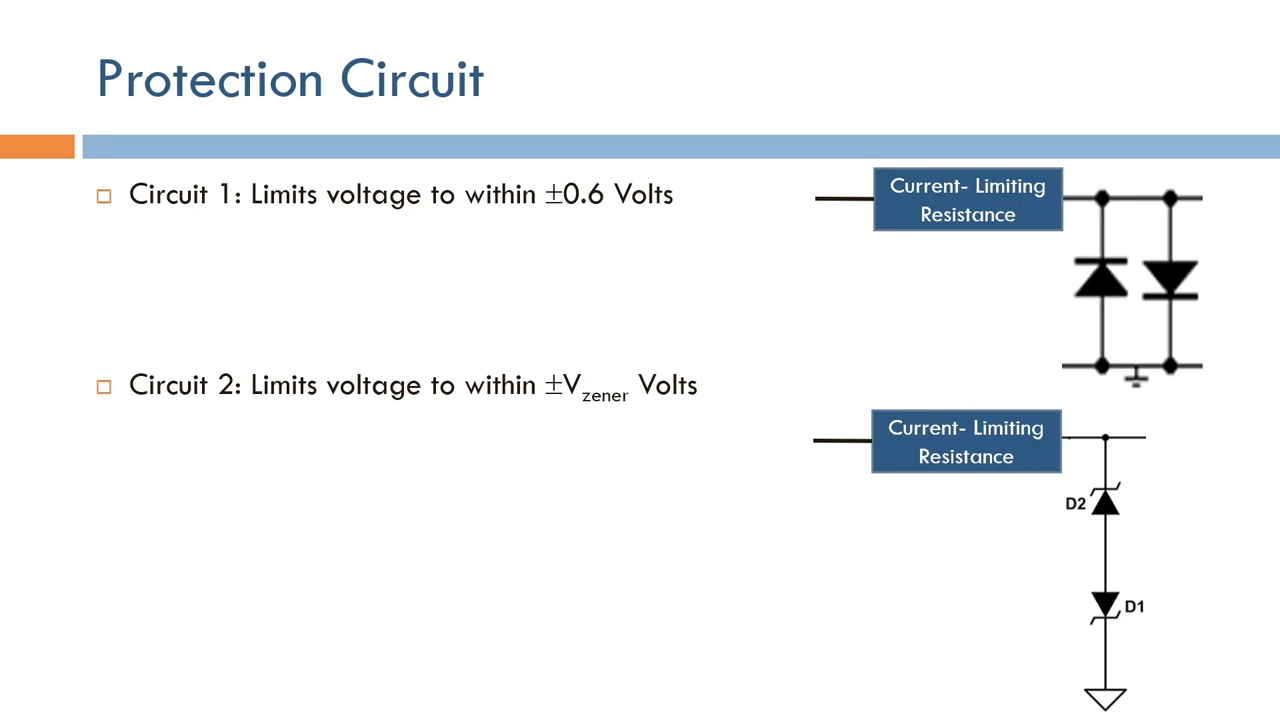 Protection Circuit
Circuit 1: Limits voltage to within ±0.6 Volts
Current- Limiting
Resistance
Circuit 2: Limits voltage to within ±Vzener Volts
Current- Limiting
Resistance
D2
D1